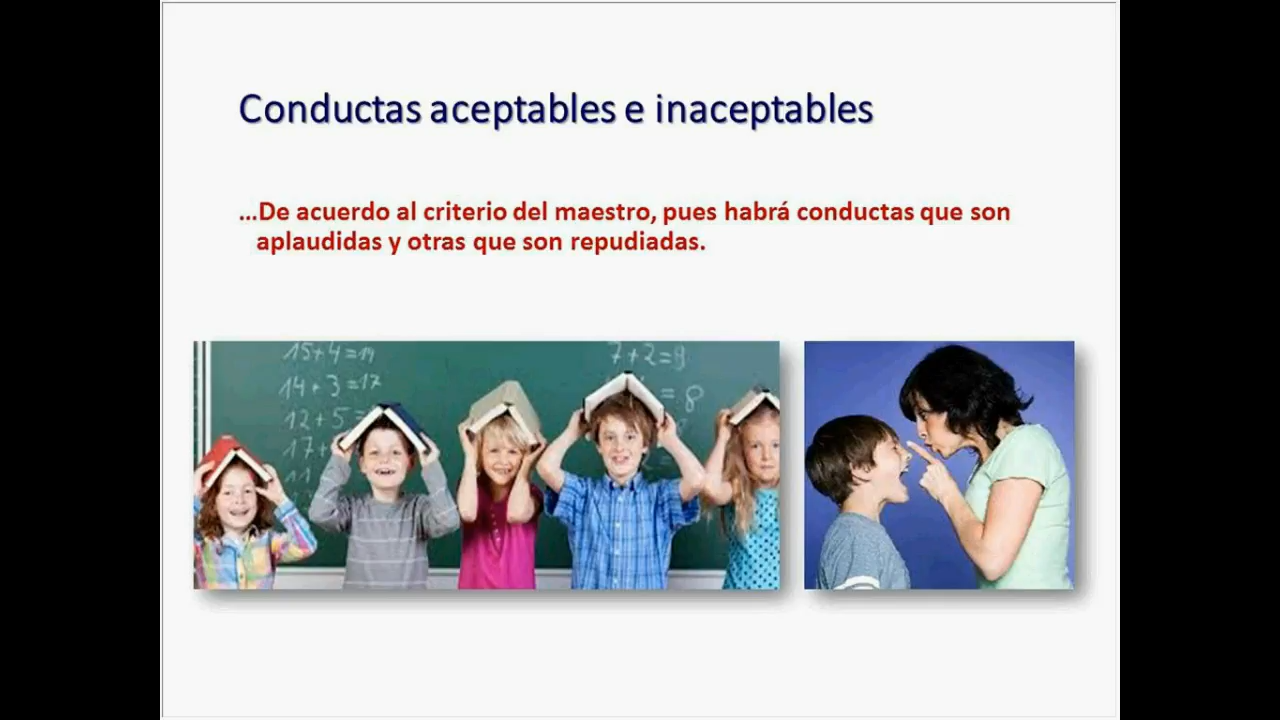 Conductas aceptables e inaceptables
...De acuerdo al criterio del maestro, pues habrá conductas que son
aplaudidas y otras que son repudiadas.
15+4=19
14+3=17
12+5=
17+
11
7+2=9
=8